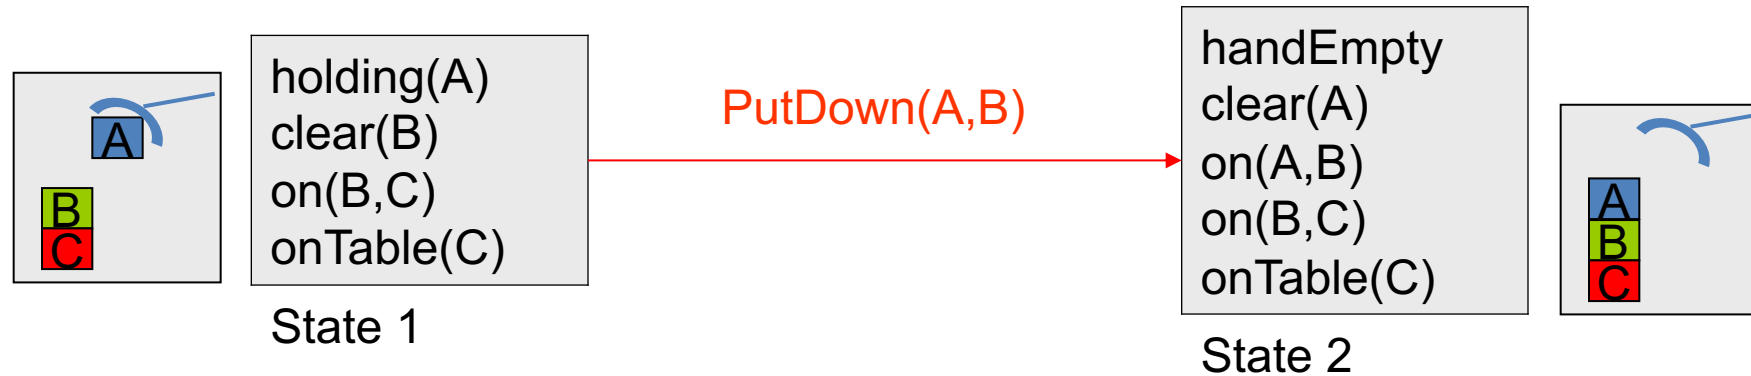 A
B
C
holding(A)
clear(B)
on(B,C)
onTable(C)
State 1
PutDown(A,B)
handEmpty
clear(A)
on(A,B)
on(B,C)
onTable(C)
State 2
A
B
C